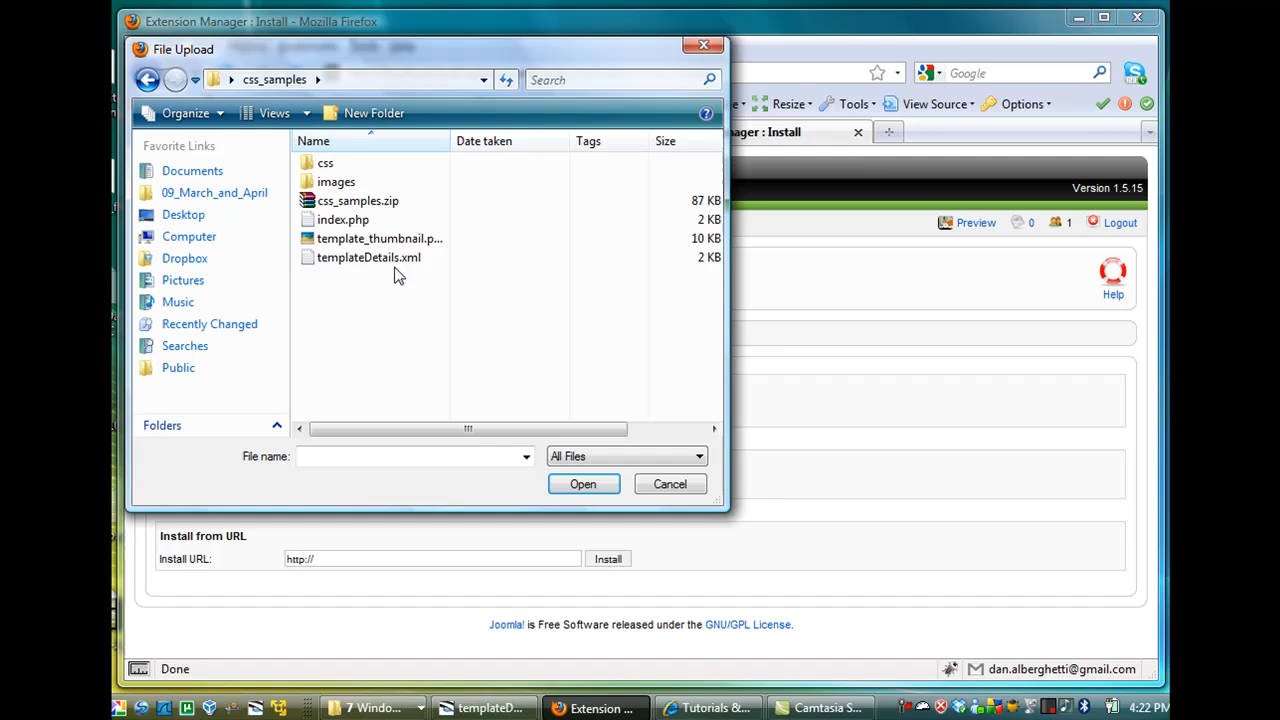 Extension Manager : Install - Mozilla Firefox
File Upload
css_samples
Search
Google
Organize
Views
New Folder
Resize
Tools
View Source
Options
ager : Install
Name
Date taken
Tags
Size
Favorite Links
Documents
09_March_and_April
Desktop
Computer
Dropbox
Pictures
Music
Recently Changed
Searches
Public
Folders
css
images
css_samples.zip 87 KB
index.php 2 KB
template_thumbnail.p... 10 KB
templateDetails.xml 2 KB
Version 1.5.15
Preview 0 1 Logout
Help
File name:
All Files
Open
Cancel
Install from URL
Install URL: http:// Install
Joomla! is Free Software released under the GNU/GPL License.
Done
dan.alberghetti@gmail.com
7 Windo...
templateD...
Extension ...
Tutorials &...
Camtasia S...
4:22 PM